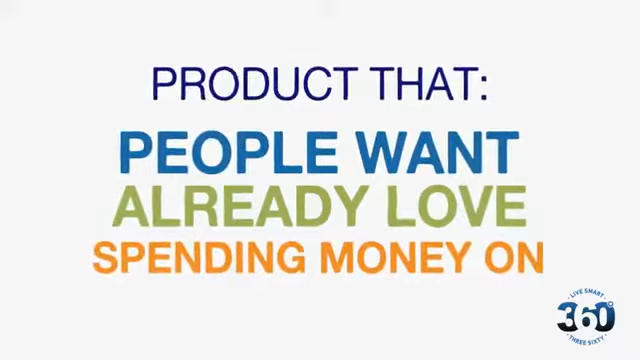 PRODUCT THAT:
PEOPLE WANT
ALREADY LOVE
SPENDING MONEY ON
LIVE SMART
360°
THREE SIXTY